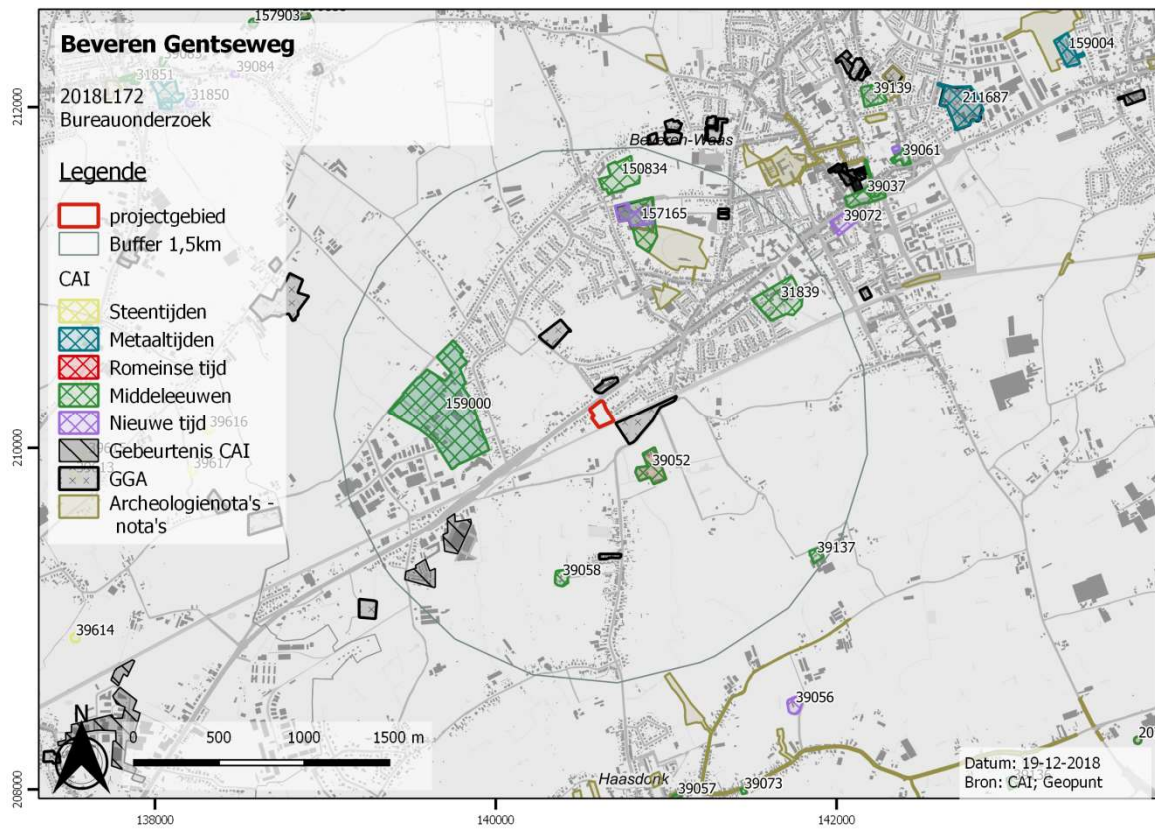 Beveren Gentseweg
2018L172
Bureauonderzoek
Legende
projectgebied
Buffer 1,5km
CAI
Steentijden
Metaaltijden
Romeinse tijd
Middeleeuwen
Nieuwe tijd
Gebeurtenis CAI
GGA
Archeologienota's -
nota's
157903
31851
39084
31850
159004
211687
39139
Beveren-Waas
39061
150834
39037
157165
39072
31839
159000
39616
39617
39052
39137
39058
39614
39056
Haasdonk
39057
39073
N
0 500 1000 1500 m
Datum: 19-12-2018
Bron: CAI; Geopunt
212000
210000
208000
138000
140000
142000